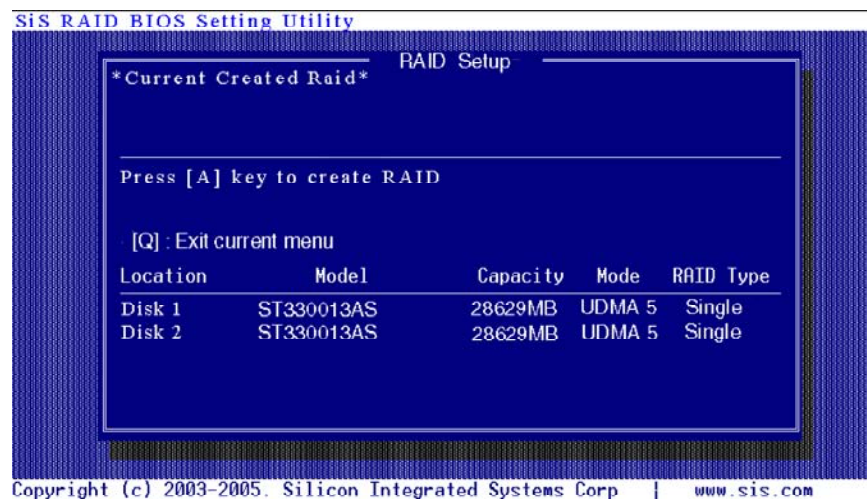 SiS RAID BIOS Setting Utility
RAID Setup
*Current Created Raid*
Press [A] key to create RAID
[Q] : Exit current menu
Location Model Capacity Mode RAID Type
Disk 1 ST330013AS 28629MB UDMA 5 Single
Disk 2 ST330013AS 28629MB UDMA 5 Single
Copyright (c) 2003-2005. Silicon Integrated Systems Corp | www.sis.com